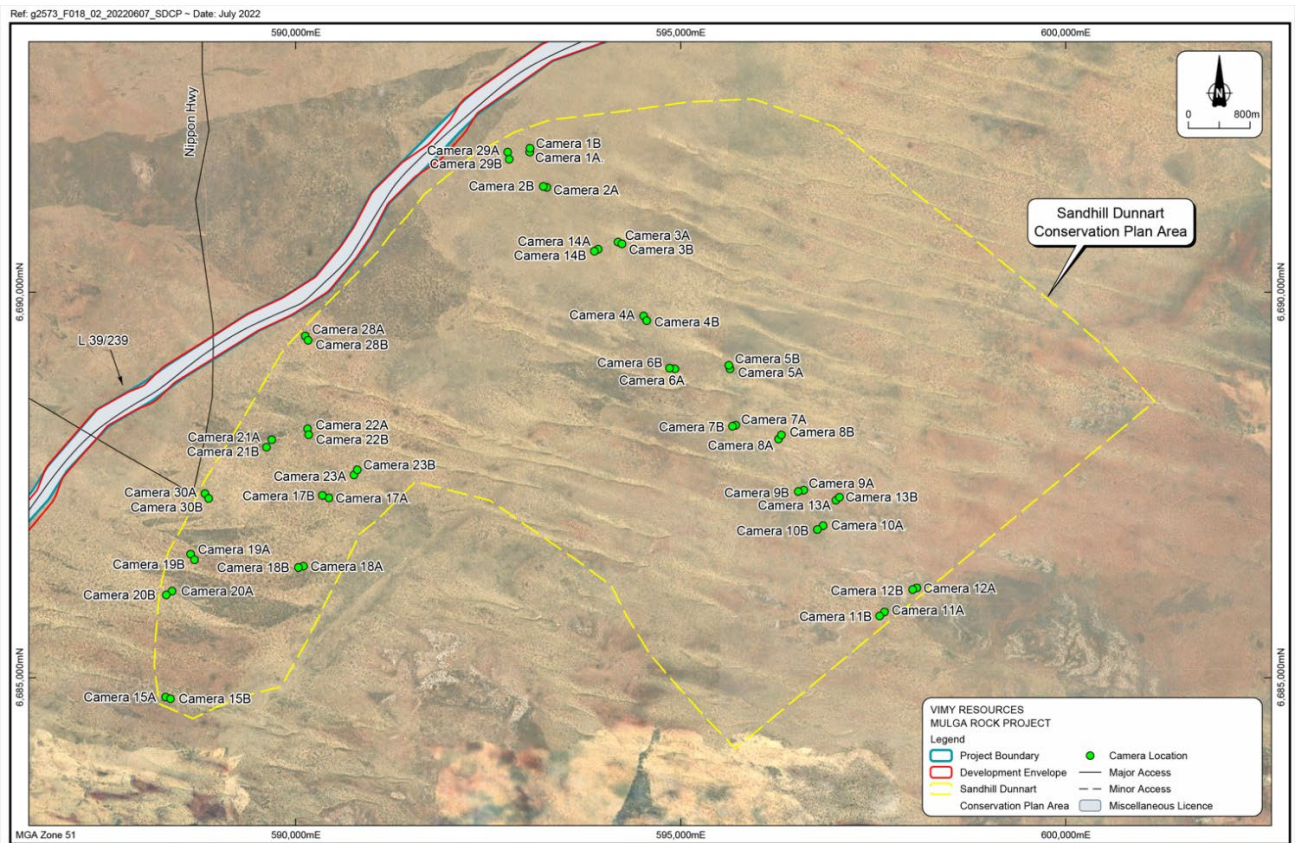 Ref: g2573_F018_02_20220607_SDCP ~ Date: July 2022
590,000mE
595,000mE
600,000mE
N
0 800m
Nippon Hwy
Camera 1B
Camera 29A
Camera 1A
Camera 29B
Camera 2B
Camera 2A
Sandhill Dunnart
Conservation Plan Area
Camera 3A
Camera 14A
Camera 3B
Camera 14B
6,690,000mN
6,690,000mN
Camera 4A
Camera 4B
Camera 28A
L 39/239
Camera 28B
Camera 5B
Camera 6B
Camera 5A
Camera 6A
Camera 7A
Camera 22A
Camera 7B
Camera 8B
Camera 21A
Camera 22B
Camera 8A
Camera 21B
Camera 23B
Camera 23A
Camera 9A
Camera 30A
Camera 17B
Camera 9B
Camera 17A
Camera 13B
Camera 30B
Camera 13A
Camera 10A
Camera 10B
Camera 19A
Camera 19B
Camera 18B
Camera 18A
Camera 12A
Camera 12B
Camera 20A
Camera 20B
Camera 11A
Camera 11B
6,685,000mN
6,685,000mN
Camera 15A
Camera 15B
VIMY RESOURCES
MULGA ROCK PROJECT
Legend
Project Boundary
Camera Location
Development Envelope
Major Access
Sandhill Dunnart
Minor Access
Conservation Plan Area
Miscellaneous Licence
MGA Zone 51